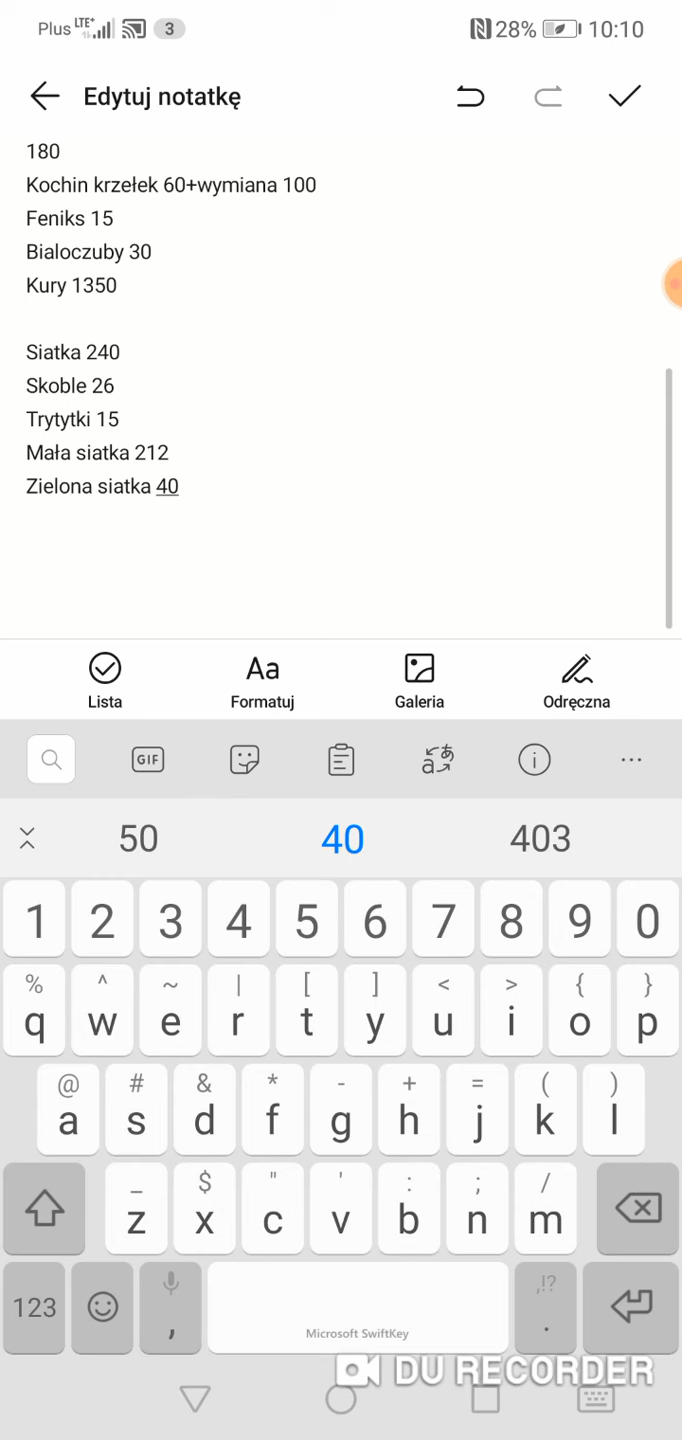 Plus LTE+ 3 28% 10:10
Edytuj notatkę
180
Kochin krzełek 60+wymiana 100
Feniks 15
Bialoczuby 30
Kury 1350
Siatka 240
Skoble 26
Trytytki 15
Mała siatka 212
Zielona siatka 40
Lista Formatuj Galeria Odręczna
GIF
50 40 403
1 2 3 4 5 6 7 8 9 0
% ^ ~ | [ ] < > { }
q w e r t y u i o p
@ # & * - + = ( )
a s d f g h j k l
_ $ " ' : ; /
z x c v b n m
123 , ,!? .
Microsoft SwiftKey
DU RECORDER